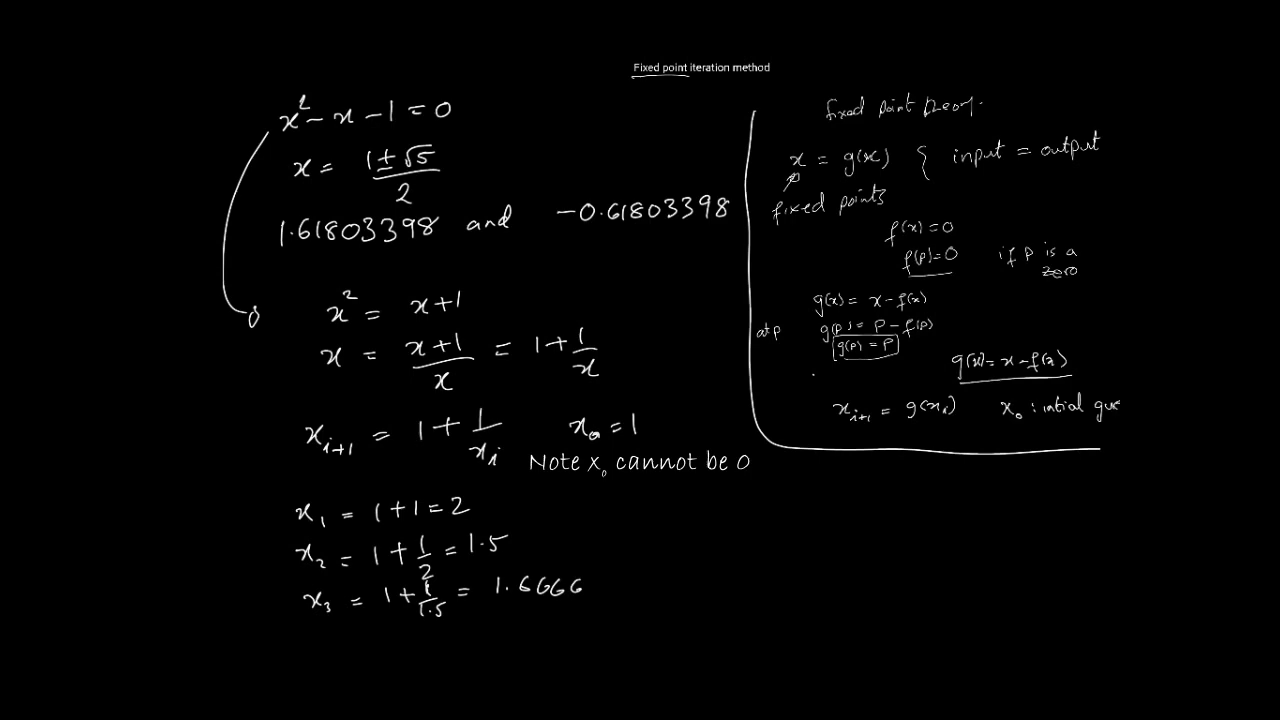 Fixed point iteration method
x² - x - 1 = 0
x = (1 ± √5)/2
1.61803398 and -0.61803398
x² = x + 1
x = (x+1)/x = 1 + 1/x
xᵢ₊₁ = 1 + 1/xᵢ x₀ = 1
Note x₀ cannot be 0
x₁ = 1 + 1 = 2
x₂ = 1 + 1/2 = 1.5
x₃ = 1 + 1/1.5 = 1.6666
fixed point
x = g(x) { input = output
fixed points
f(x) = 0
f(p) = 0 if p is a
zero
g(x) = x - f(x)
at p g(p) = p - f(p)
g(p) = p
g(x) = x - f(x)
xᵢ₊₁ = g(xᵢ) x₀ : intial gue